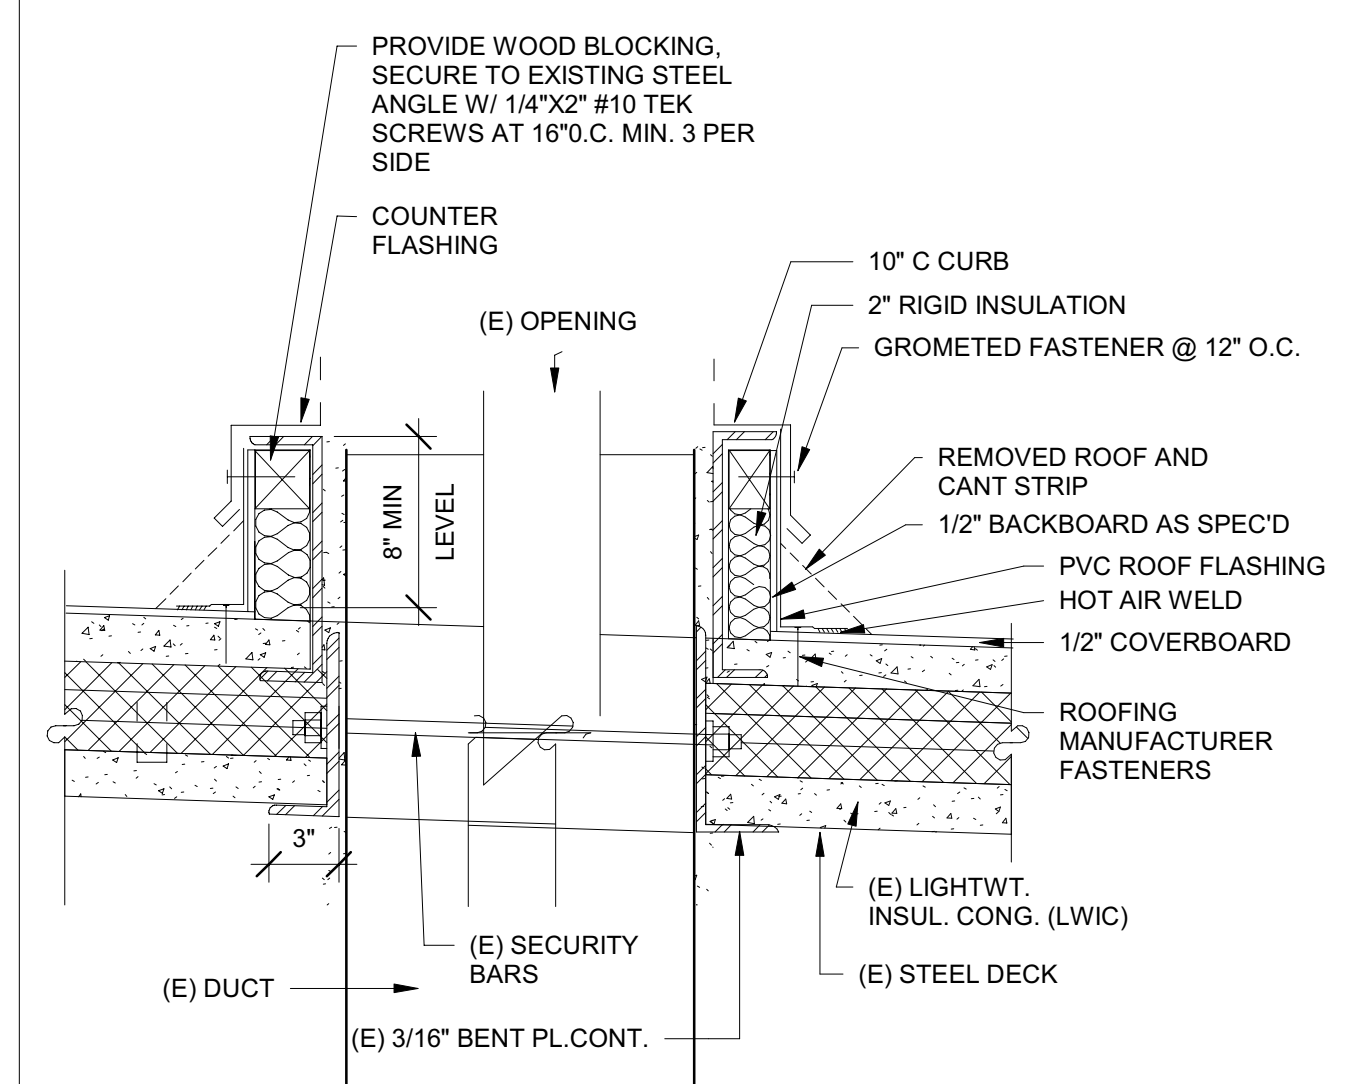 PROVIDE WOOD BLOCKING,
SECURE TO EXISTING STEEL
ANGLE W/ 1/4"X2" #10 TEK
SCREWS AT 16"0.C. MIN. 3 PER
SIDE
COUNTER
FLASHING
(E) OPENING
10" C CURB
2" RIGID INSULATION
GROMETED FASTENER @ 12" O.C.
REMOVED ROOF AND
CANT STRIP
1/2" BACKBOARD AS SPEC'D
PVC ROOF FLASHING
HOT AIR WELD
1/2" COVERBOARD
ROOFING
MANUFACTURER
FASTENERS
8" MIN
LEVEL
3"
(E) LIGHTWT.
INSUL. CONG. (LWIC)
(E) STEEL DECK
(E) SECURITY
BARS
(E) DUCT
(E) 3/16" BENT PL.CONT.